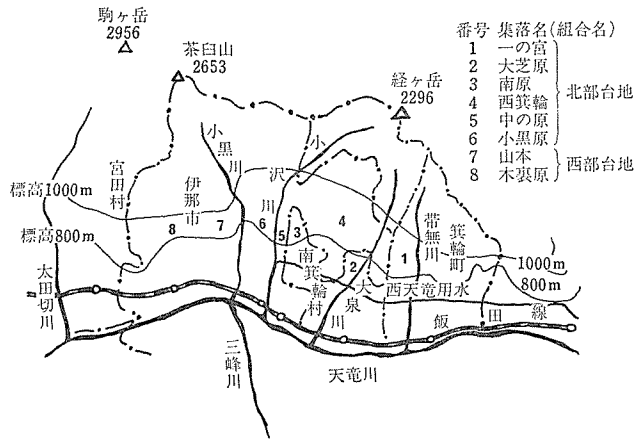 駒ヶ岳
2956
茶臼山
2653
経ヶ岳
2296
番号 集落名(組合名)
1 一の宮
2 大芝原
3 南原
4 西箕輪
5 中の原
6 小黒原
北部台地
7 山本
8 木裏原
西部台地
小黒川
小沢川
宮田村
伊那市
標高1000m
標高800m
8
7
6
5
3
4
2
1
南箕輪村
帯無川
箕輪町
1000m
800m
太田切川
大泉川
西天竜用水
飯田線
三峰川
天竜川